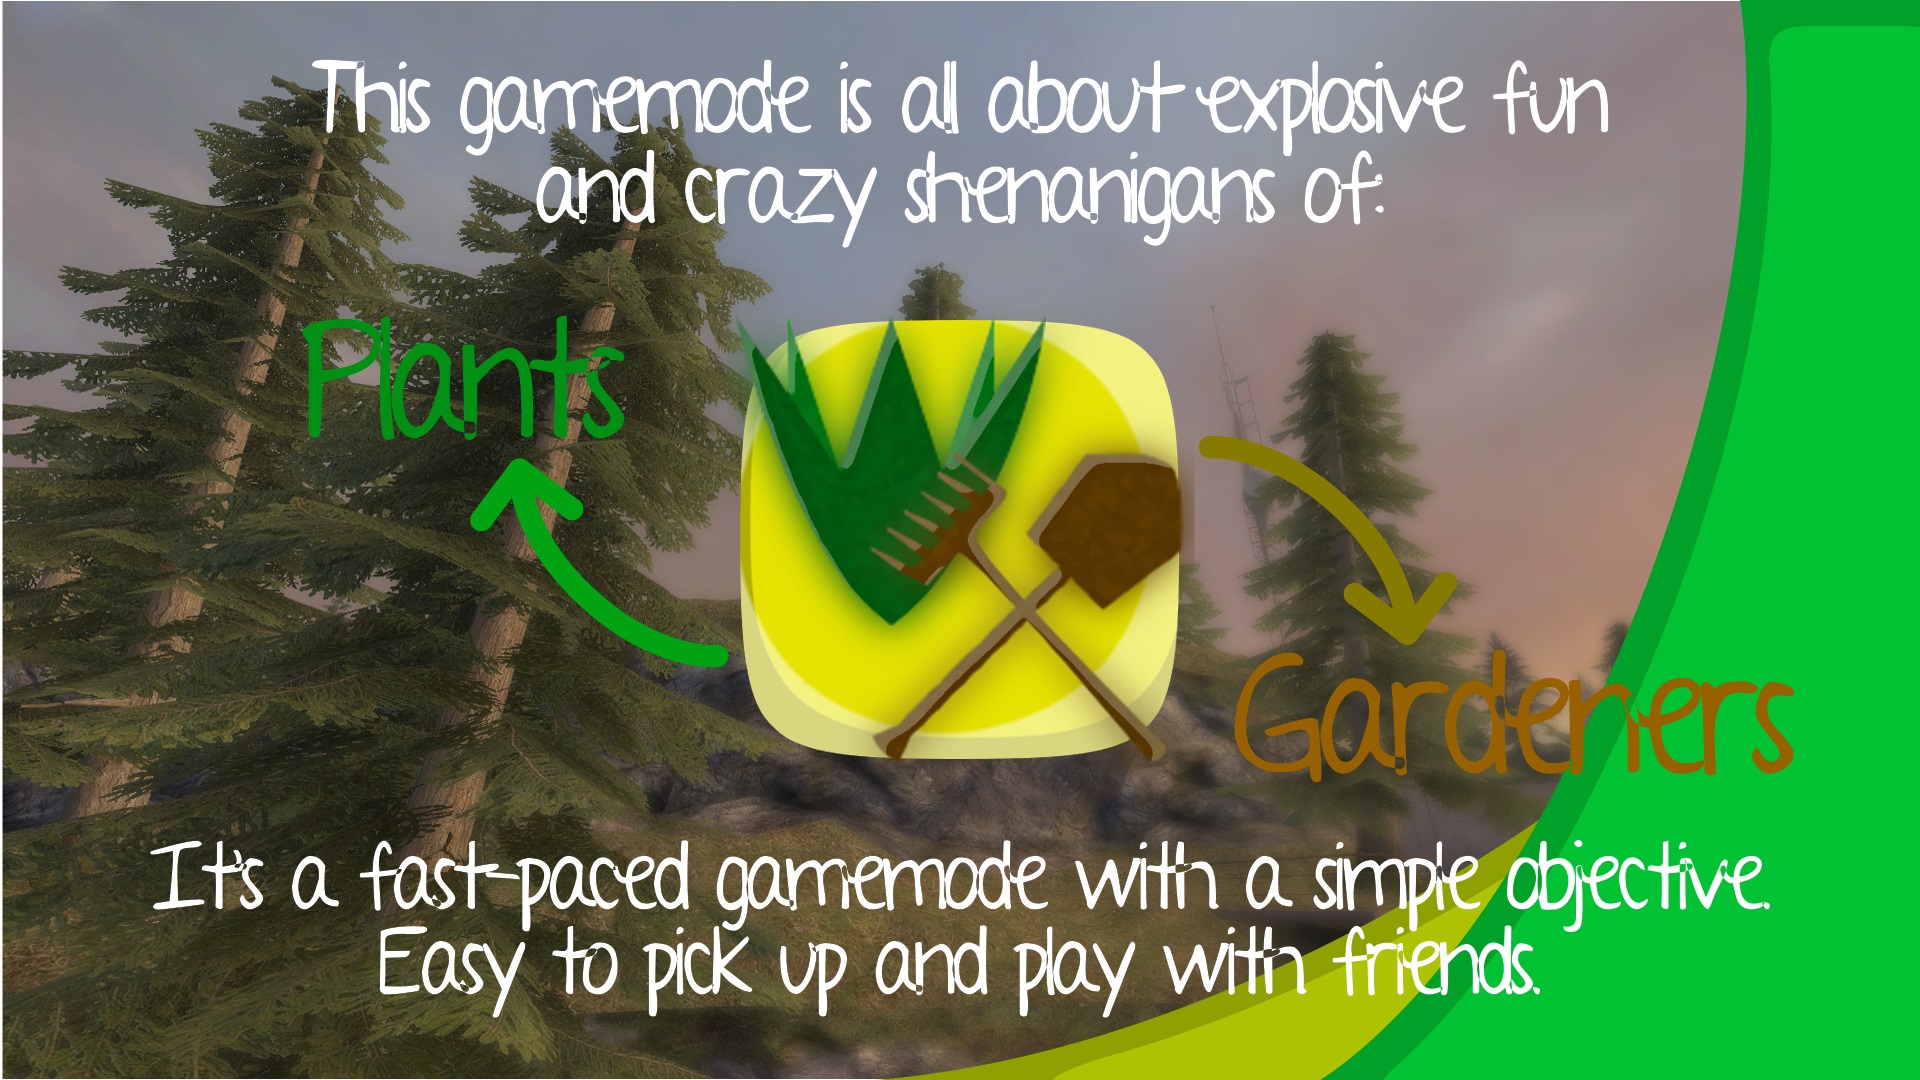 This gamemode is all about explosive fun
and crazy shenanigans of:
Plants
Gardeners
It's a fast-paced gamemode with a simple objective.
Easy to pick up and play with friends.